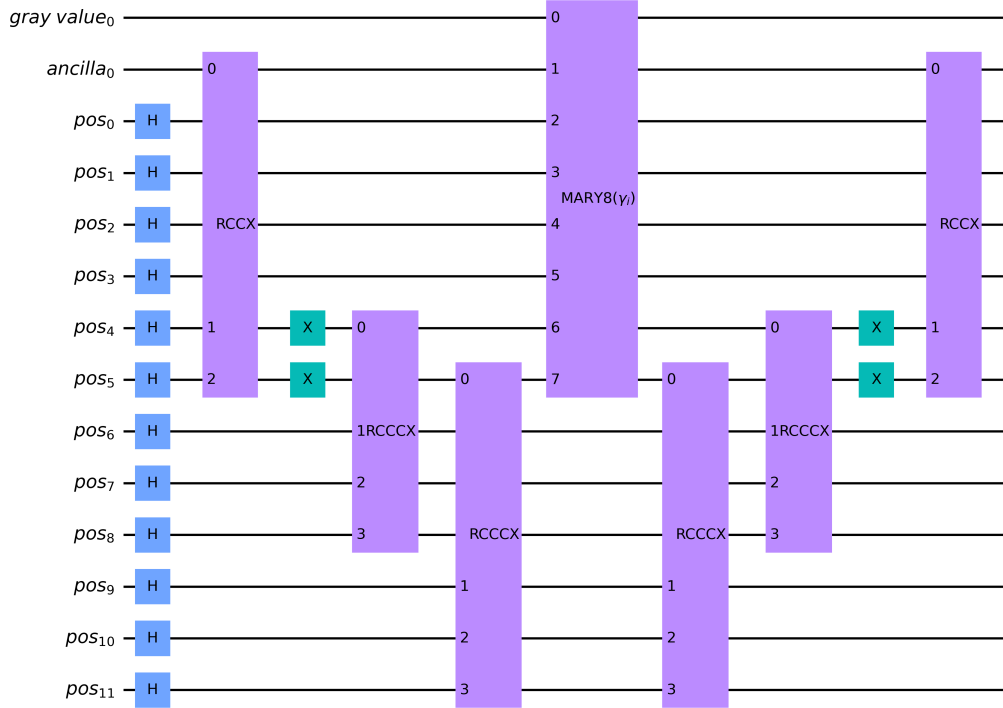 gray value₀ 0
ancilla₀ 0 1 0
pos₀ H 2
pos₁ H 3
MARY8(γᵢ)
pos₂ H RCCX 4 RCCX
pos₃ H 5
pos₄ H 1 X 0 6 0 X 1
pos₅ H 2 X 0 7 0 X 2
pos₆ H 1RCCCX 1RCCCX
pos₇ H 2 2
pos₈ H 3 RCCCX RCCCX 3
pos₉ H 1 1
pos₁₀ H 2 2
pos₁₁ H 3 3